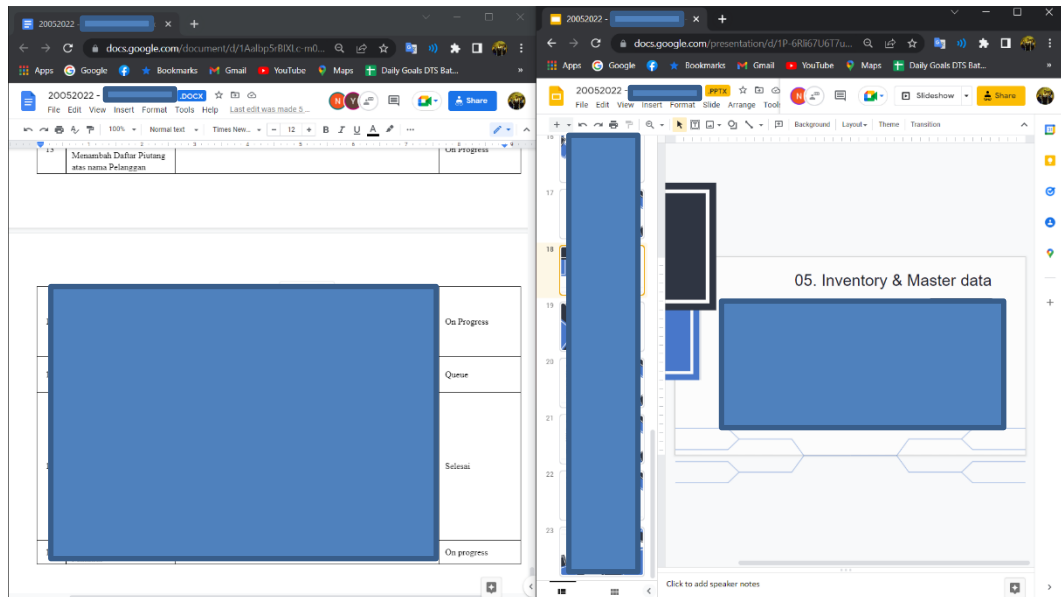 20052022 -
docs.google.com/document/d/1Aalbp5rBIXLc-m0...
Apps Google Bookmarks Gmail YouTube Maps Daily Goals DTS Bat... »
20052022 - .DOCX
File Edit View Insert Format Tools Help Last edit was made s...
N Y Share
100% Normal text Times New... - 12 + B I U A ...
Menambah Daftar Piutang
atas nama Pelanggan
On Progress
On Progress
Queue
Selesai
On progress
20052022 -
docs.google.com/presentation/d/1P-6Rli67U6T7u...
Apps Google Bookmarks Gmail YouTube Maps Daily Goals DTS Bat... »
20052022 - .PPTX
File Edit View Insert Format Slide Arrange Tools
N Slideshow Share
Background Layout Theme Transition
17
18
19
20
21
22
23
05. Inventory & Master data
Click to add speaker notes